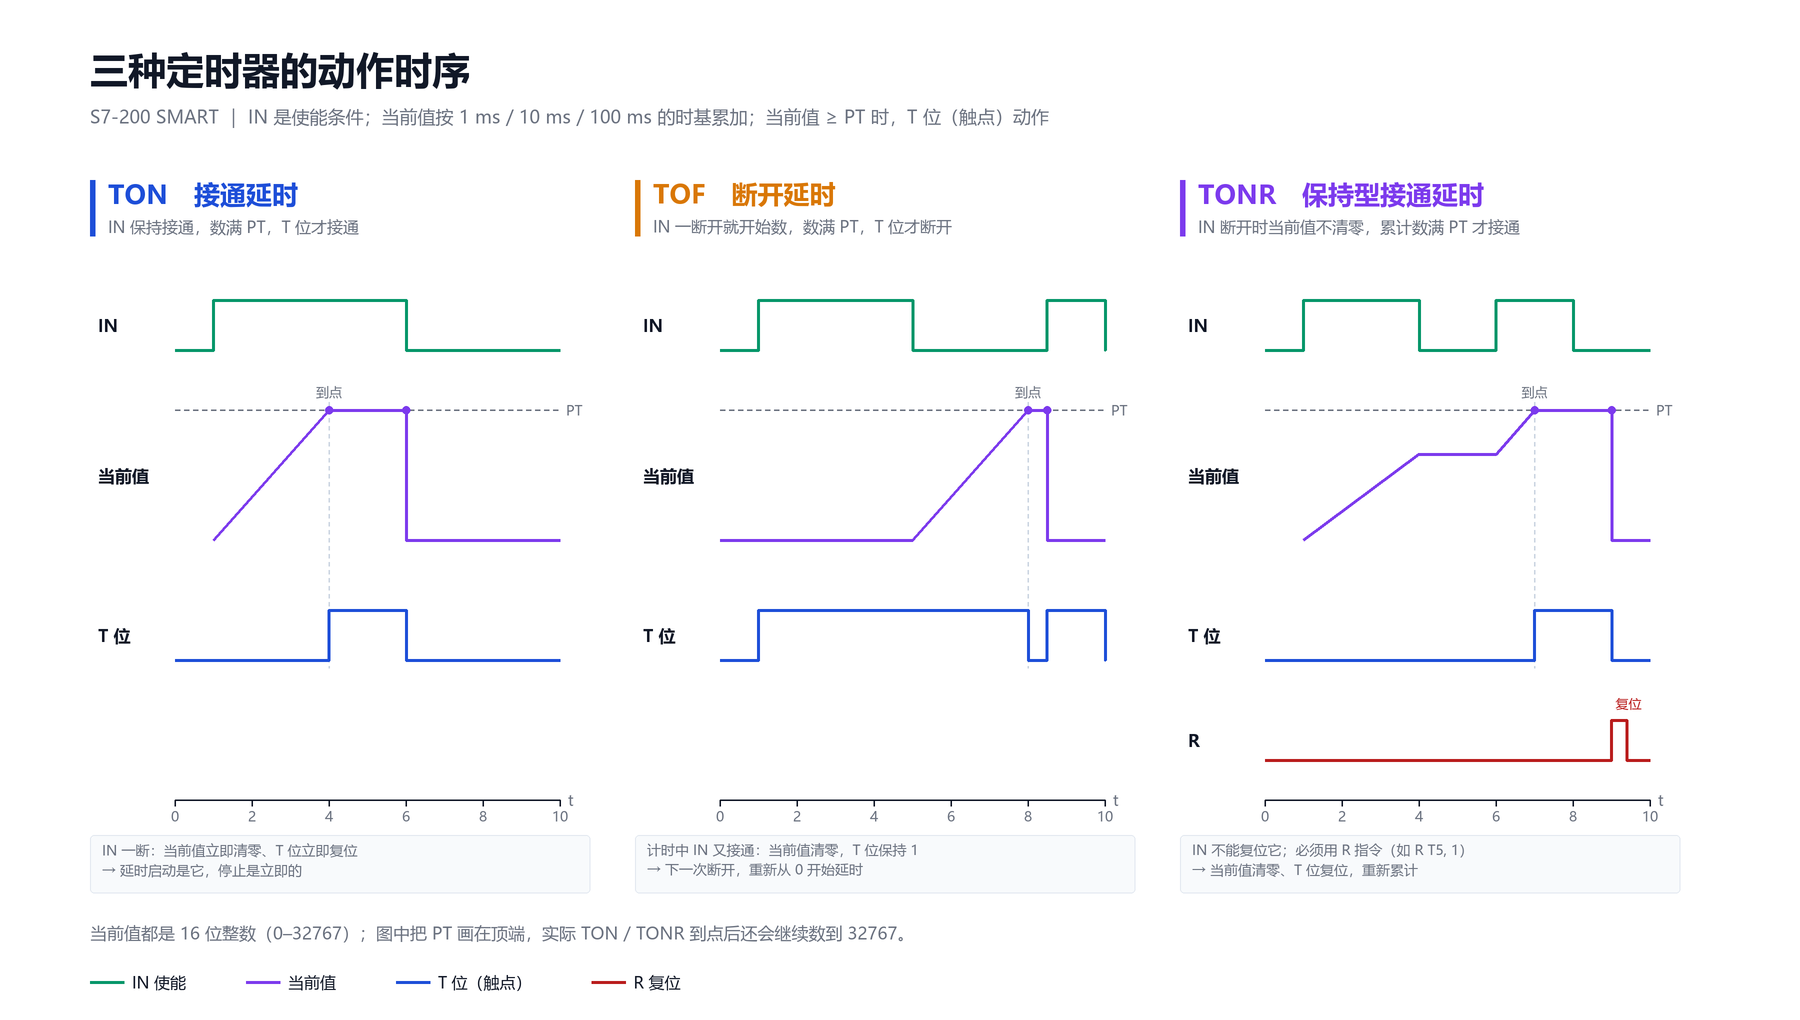 三种定时器的动作时序
S7-200 SMART | IN 是使能条件；当前值按 1 ms / 10 ms / 100 ms 的时基累加；当前值 ≥ PT 时，T 位（触点）动作
TON 接通延时
IN 保持接通，数满 PT，T 位才接通
IN
到点
PT
当前值
T 位
0 2 4 6 8 10 t
IN 一断：当前值立即清零、T 位立即复位
→ 延时启动是它，停止是立即的
TOF 断开延时
IN 一断开就开始数，数满 PT，T 位才断开
IN
到点
PT
当前值
T 位
0 2 4 6 8 10 t
计时中 IN 又接通：当前值清零，T 位保持 1
→ 下一次断开，重新从 0 开始延时
TONR 保持型接通延时
IN 断开时当前值不清零，累计数满 PT 才接通
IN
到点
PT
当前值
T 位
复位
R
0 2 4 6 8 10 t
IN 不能复位它；必须用 R 指令（如 R T5, 1）
→ 当前值清零、T 位复位，重新累计
当前值都是 16 位整数（0–32767）；图中把 PT 画在顶端，实际 TON / TONR 到点后还会继续数到 32767。
IN 使能 当前值 T 位（触点） R 复位